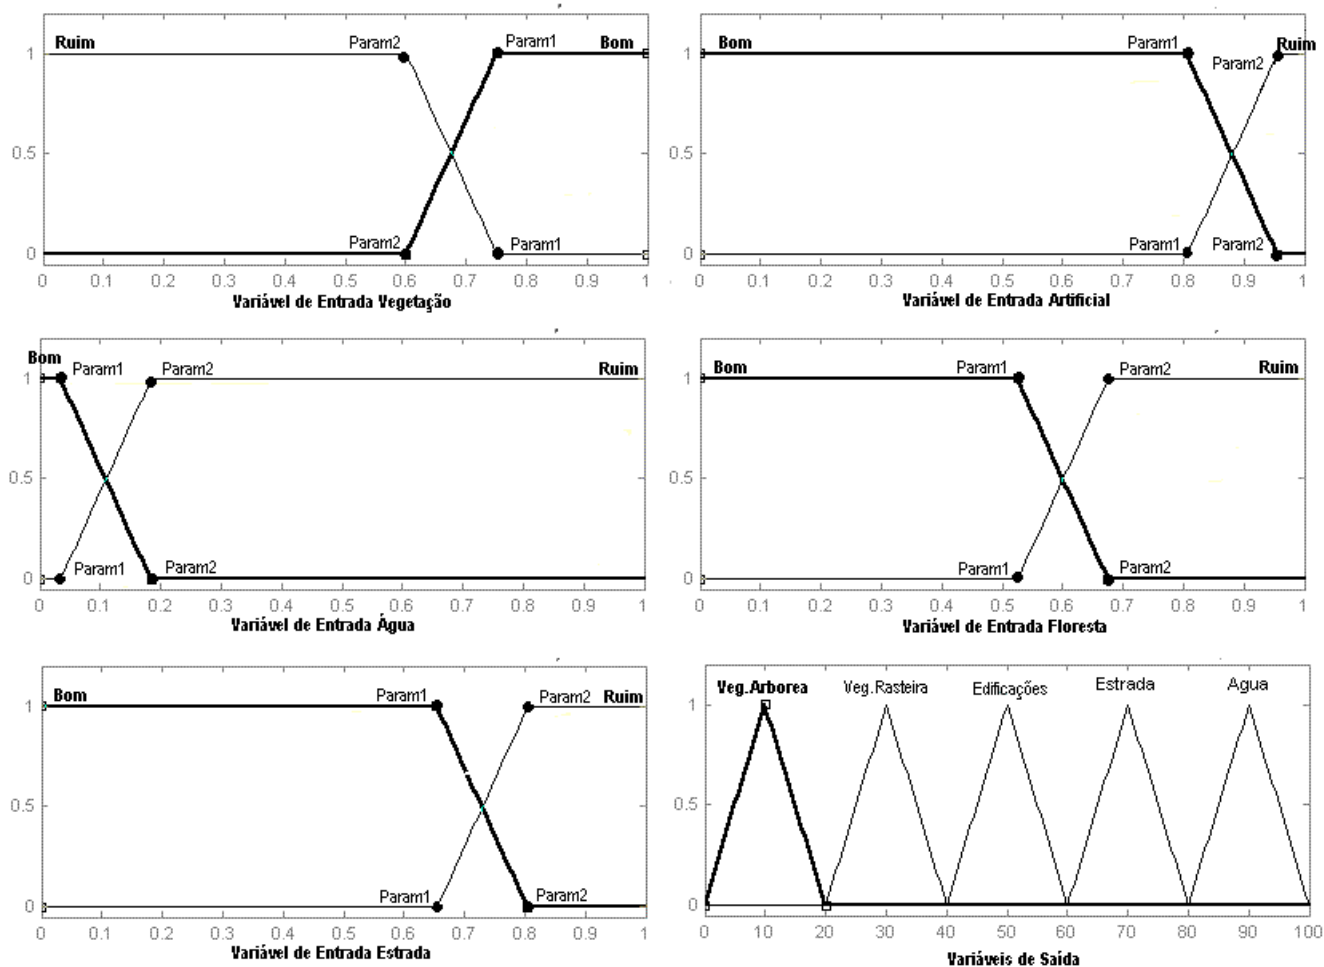 Ruim Param2 Param1 Bom
1
0.5
Param2 Param1
0
0 0.1 0.2 0.3 0.4 0.5 0.6 0.7 0.8 0.9 1
Variável de Entrada Vegetação
Bom Param1 Ruim
Param2
1
0.5
Param1 Param2
0
0 0.1 0.2 0.3 0.4 0.5 0.6 0.7 0.8 0.9 1
Variável de Entrada Artificial
Bom
Param1 Param2 Ruim
1
0.5
Param1 Param2
0
0 0.1 0.2 0.3 0.4 0.5 0.6 0.7 0.8 0.9 1
Variável de Entrada Água
Bom Param1 Param2 Ruim
1
0.5
Param1 Param2
0
0 0.1 0.2 0.3 0.4 0.5 0.6 0.7 0.8 0.9 1
Variável de Entrada Floresta
Bom Param1 Param2 Ruim
1
0.5
Param1 Param2
0
0 0.1 0.2 0.3 0.4 0.5 0.6 0.7 0.8 0.9 1
Variável de Entrada Estrada
Veg.Arborea Veg.Rasteira Edificações Estrada Agua
1
0.5
0
0 10 20 30 40 50 60 70 80 90 100
Variáveis de Saída